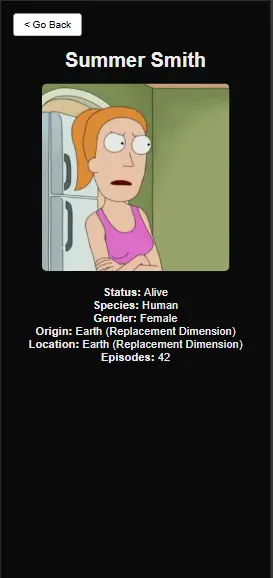 < Go Back
Summer Smith
Status: Alive
Species: Human
Gender: Female
Origin: Earth (Replacement Dimension)
Location: Earth (Replacement Dimension)
Episodes: 42